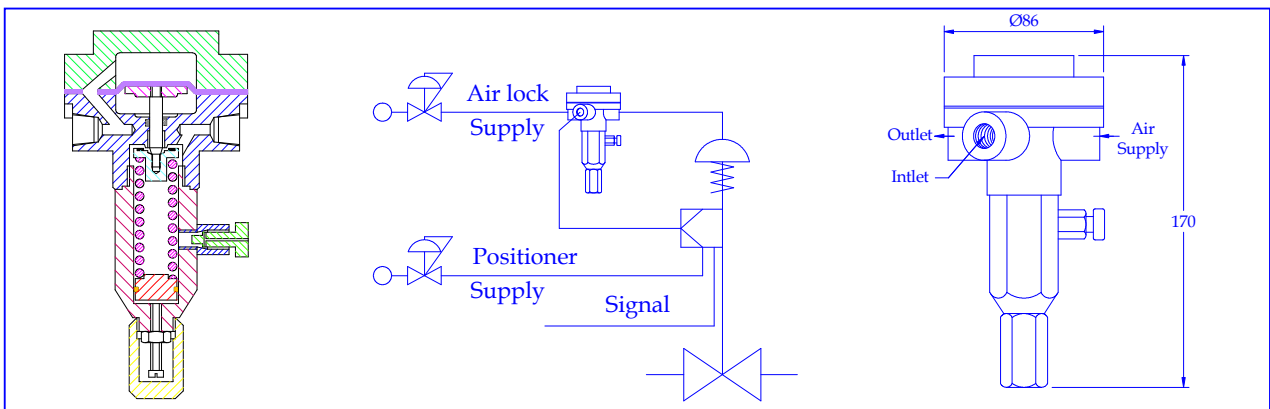 Air lock
Supply
Positioner
Supply
Signal
Ø86
Outlet
Air
Supply
Intlet
170